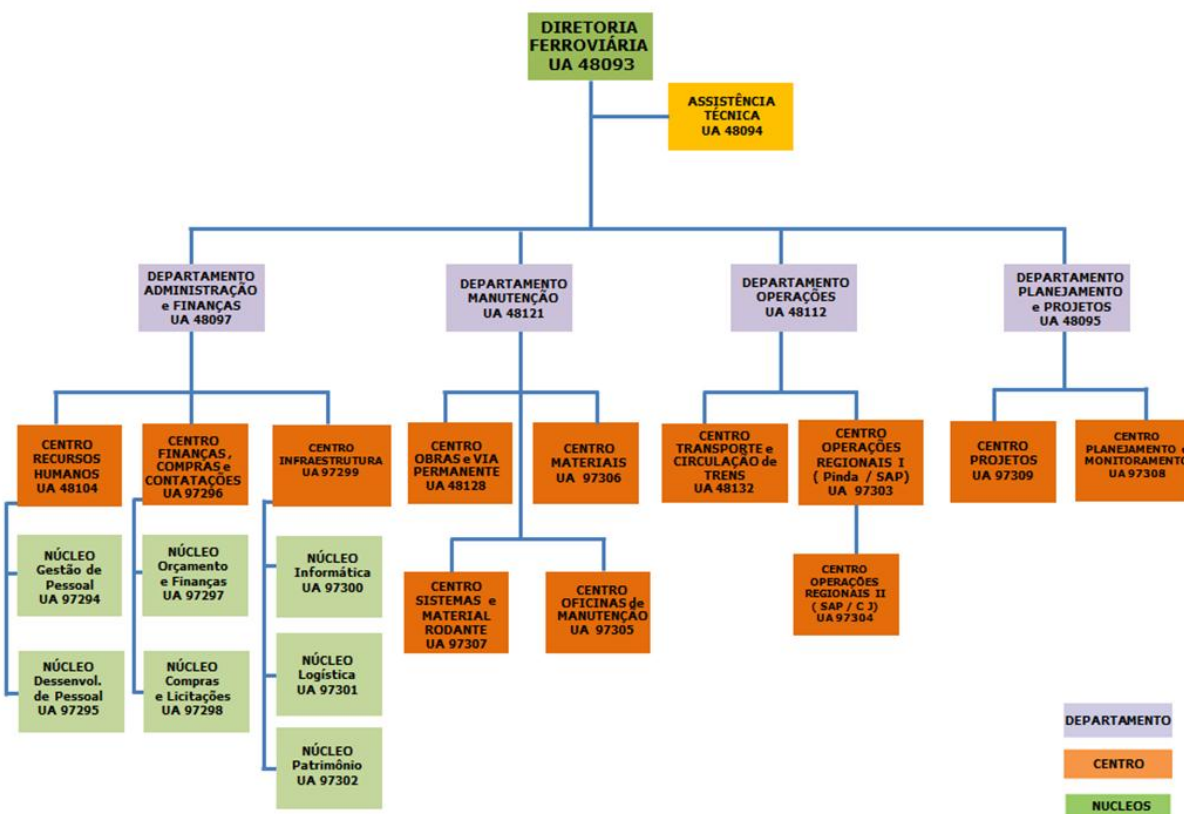 DIRETORIA
FERROVIÁRIA
UA 48093
ASSISTÊNCIA
TÉCNICA
UA 48094
DEPARTAMENTO
ADMINISTRAÇÃO
e FINANÇAS
UA 48097
DEPARTAMENTO
MANUTENÇÃO
UA 48121
DEPARTAMENTO
OPERAÇÕES
UA 48112
DEPARTAMENTO
PLANEJAMENTO
e PROJETOS
UA 48095
CENTRO
RECURSOS
HUMANOS
UA 48104
CENTRO
FINANÇAS,
COMPRAS e
CONTATAÇÕES
UA 97296
CENTRO
INFRAESTRUTURA
UA 97299
CENTRO
OBRAS e VIA
PERMANENTE
UA 48128
CENTRO
MATERIAIS
UA 97306
CENTRO
TRANSPORTE e
CIRCULAÇÃO de
TRENS
UA 48132
CENTRO
OPERAÇÕES
REGIONAIS I
( Pinda / SAP)
UA 97303
CENTRO
PROJETOS
UA 97309
CENTRO
PLANEJAMENTO e
MONITORAMENTO
UA 97308
NÚCLEO
Gestão de
Pessoal
UA 97294
NÚCLEO
Orçamento
e Finanças
UA 97297
NÚCLEO
Informática
UA 97300
CENTRO
SISTEMAS e
MATERIAL
RODANTE
UA 97307
CENTRO
OFICINAS de
MANUTENÇÃO
UA 97305
CENTRO
OPERAÇÕES
REGIONAIS II
( SAP / C J)
UA 97304
NÚCLEO
Dessenvol.
de Pessoal
UA 97295
NÚCLEO
Compras
e Licitações
UA 97298
NÚCLEO
Logística
UA 97301
NÚCLEO
Patrimônio
UA 97302
DEPARTAMENTO
CENTRO
NUCLEOS